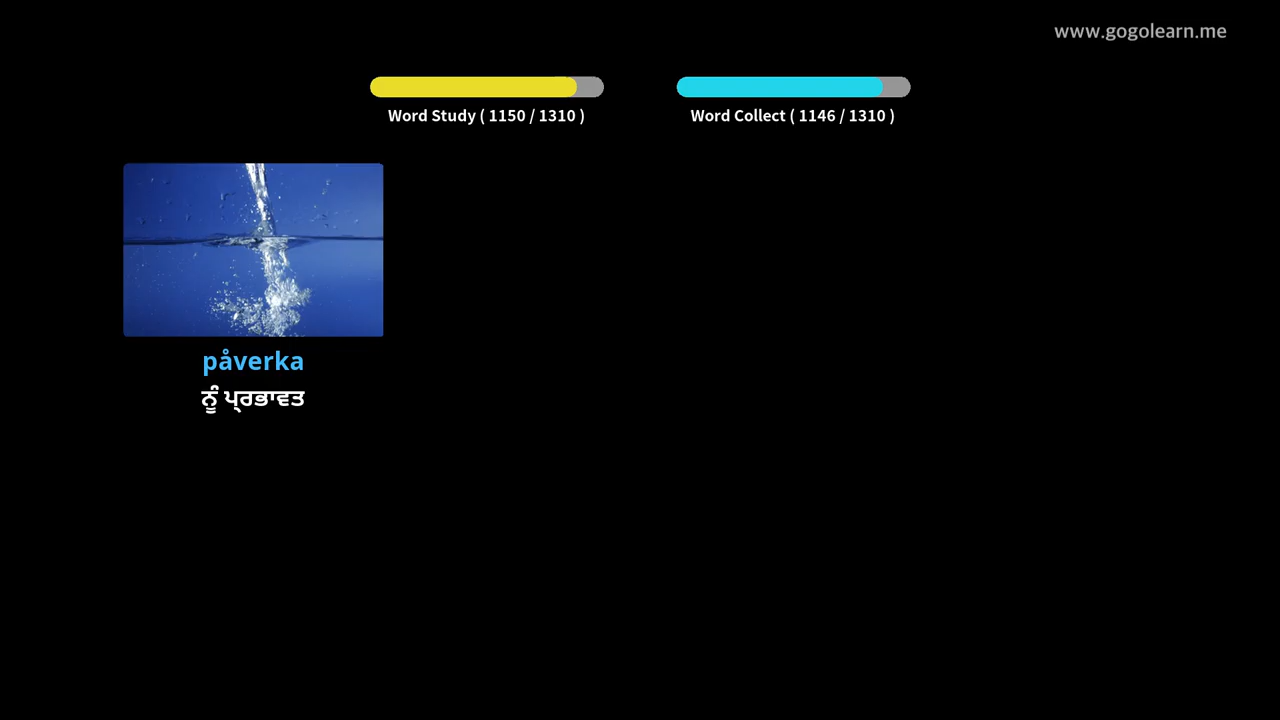 www.gogolearn.me
Word Study ( 1150 / 1310 )
Word Collect ( 1146 / 1310 )
påverka
ਨੂੰ ਪ੍ਰਭਾਵਤ